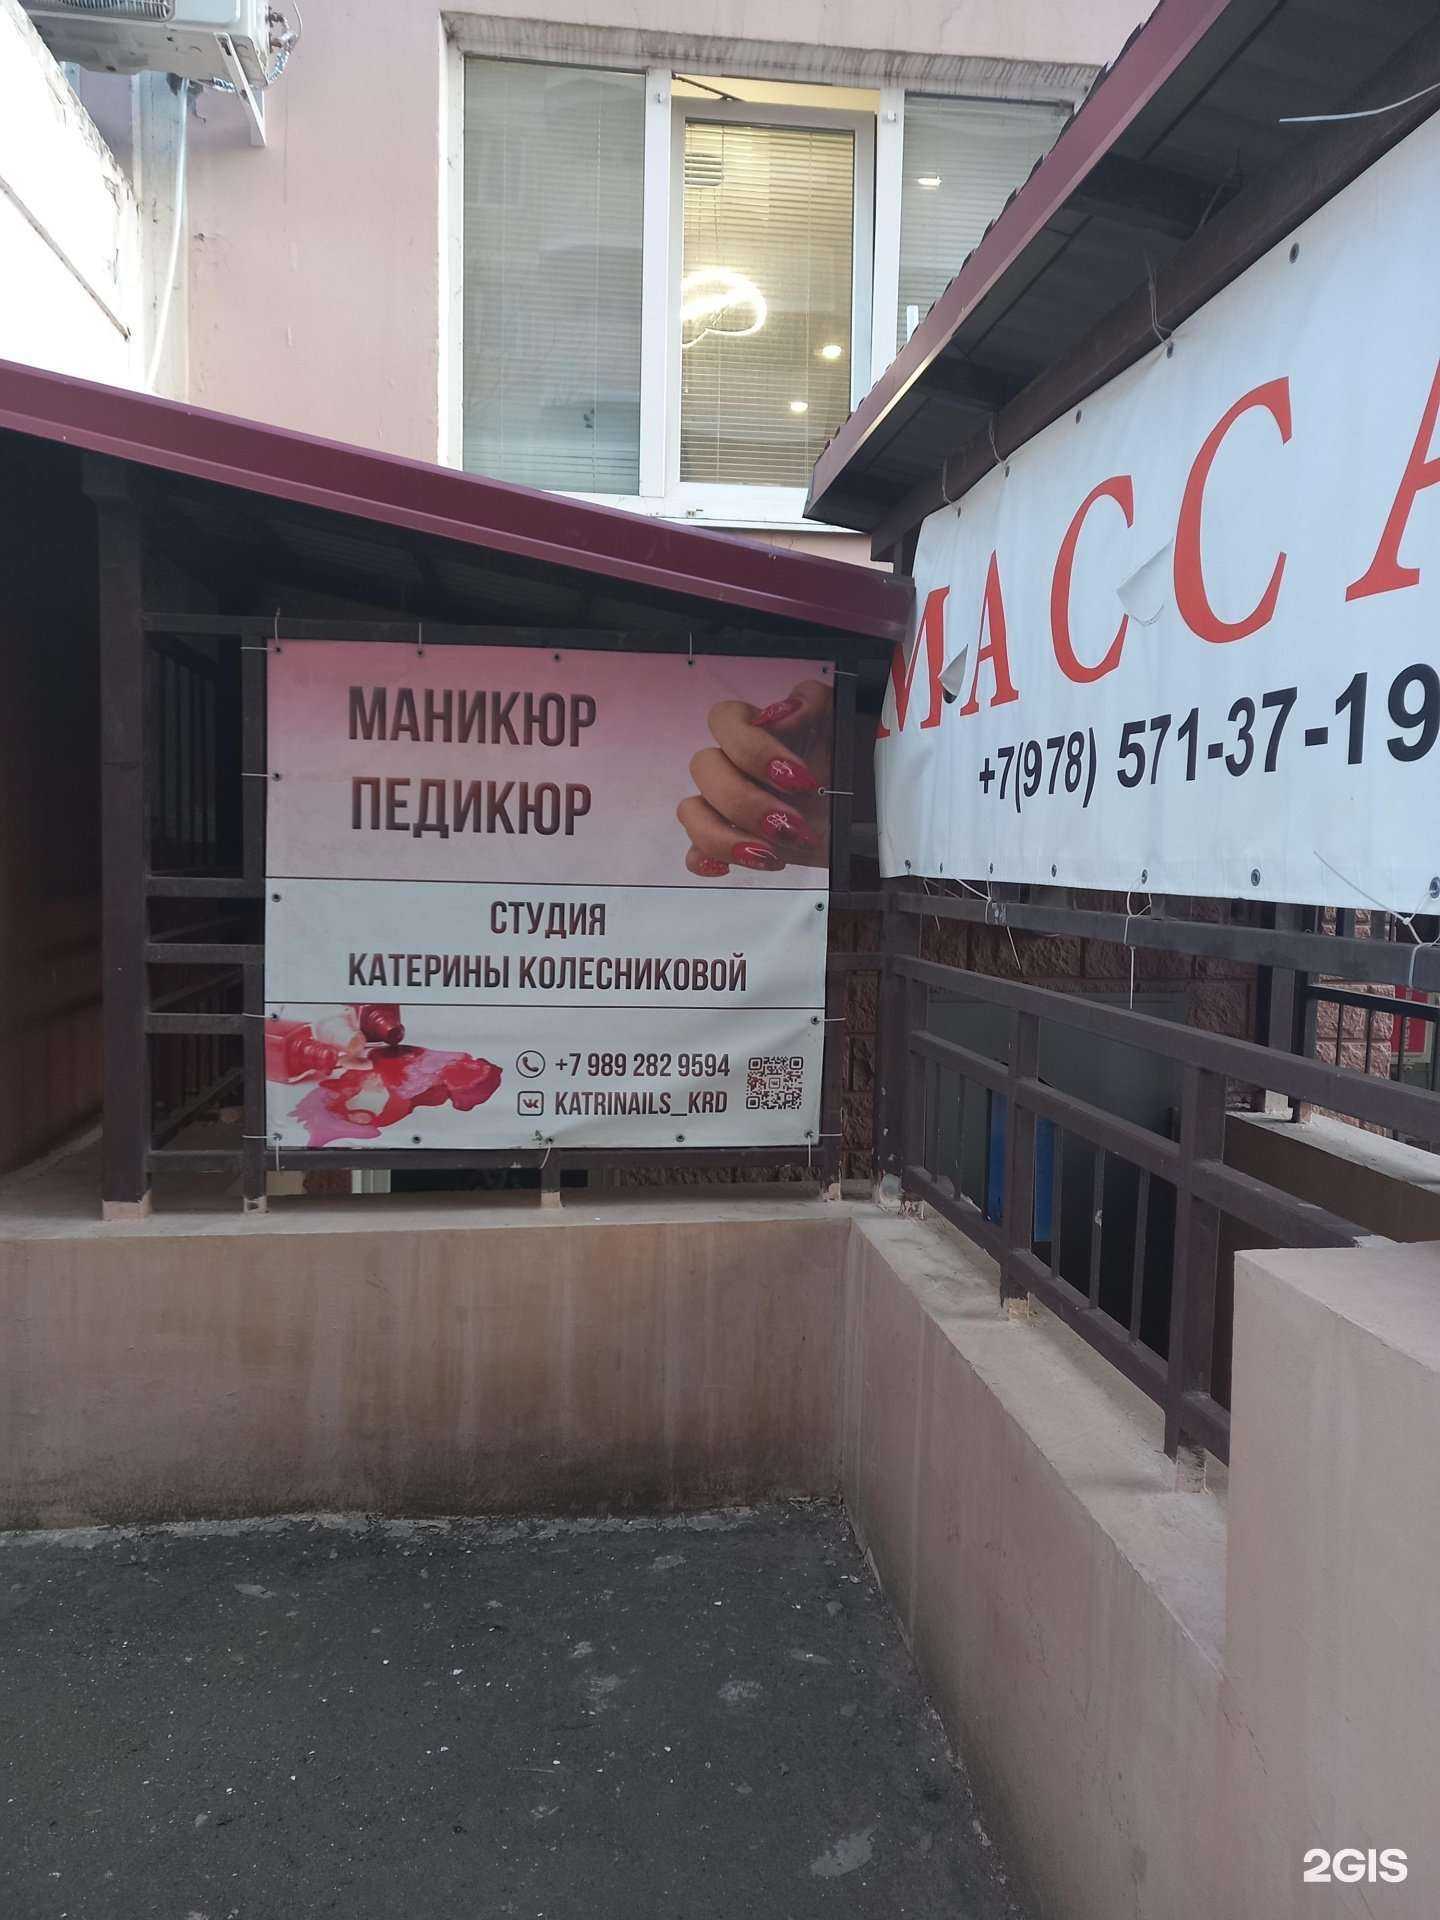 МАНИКЮР
ПЕДИКЮР
СТУДИЯ
КАТЕРИНЫ КОЛЕСНИКОВОЙ
+7 989 282 9594
KATRINAILS_KRD
МАССА
+7(978) 571-37-19
2GIS